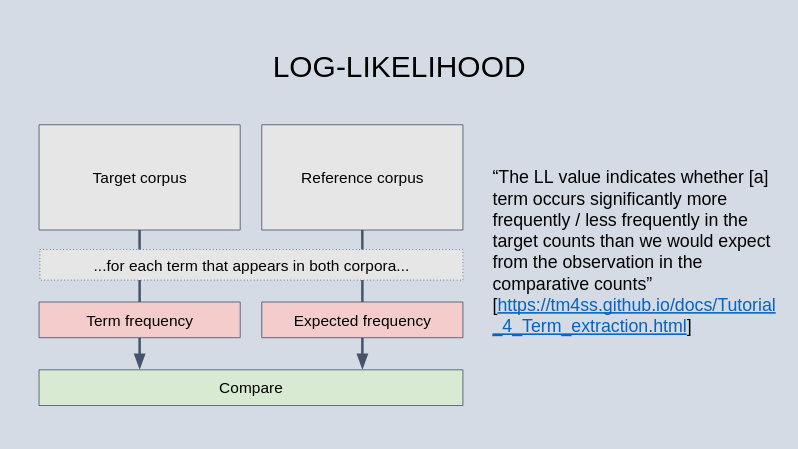 LOG-LIKELIHOOD
Target corpus
Reference corpus
...for each term that appears in both corpora...
Term frequency
Expected frequency
Compare
“The LL value indicates whether [a]
term occurs significantly more
frequently / less frequently in the
target counts than we would expect
from the observation in the
comparative counts”
[https://tm4ss.github.io/docs/Tutorial
_4_Term_extraction.html]